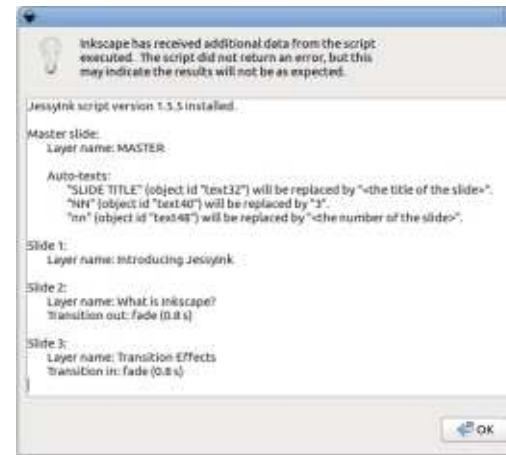 Inkscape has received additional data from the script
executed. The script did not return an error, but this
may indicate the results will not be as expected.
JessyInk script version 1.5.5 installed.
Master slide:
Layer name: MASTER
Auto-texts:
"SLIDE TITLE" (object id "text32") will be replaced by "<the title of the slide>".
"NN" (object id "text40") will be replaced by "3".
"nn" (object id "text48") will be replaced by "<the number of the slide>".
Slide 1:
Layer name: Introducing JessyInk
Slide 2:
Layer name: What is Inkscape?
Transition out: fade (0.8 s)
Slide 3:
Layer name: Transition Effects
Transition in: fade (0.8 s)
OK